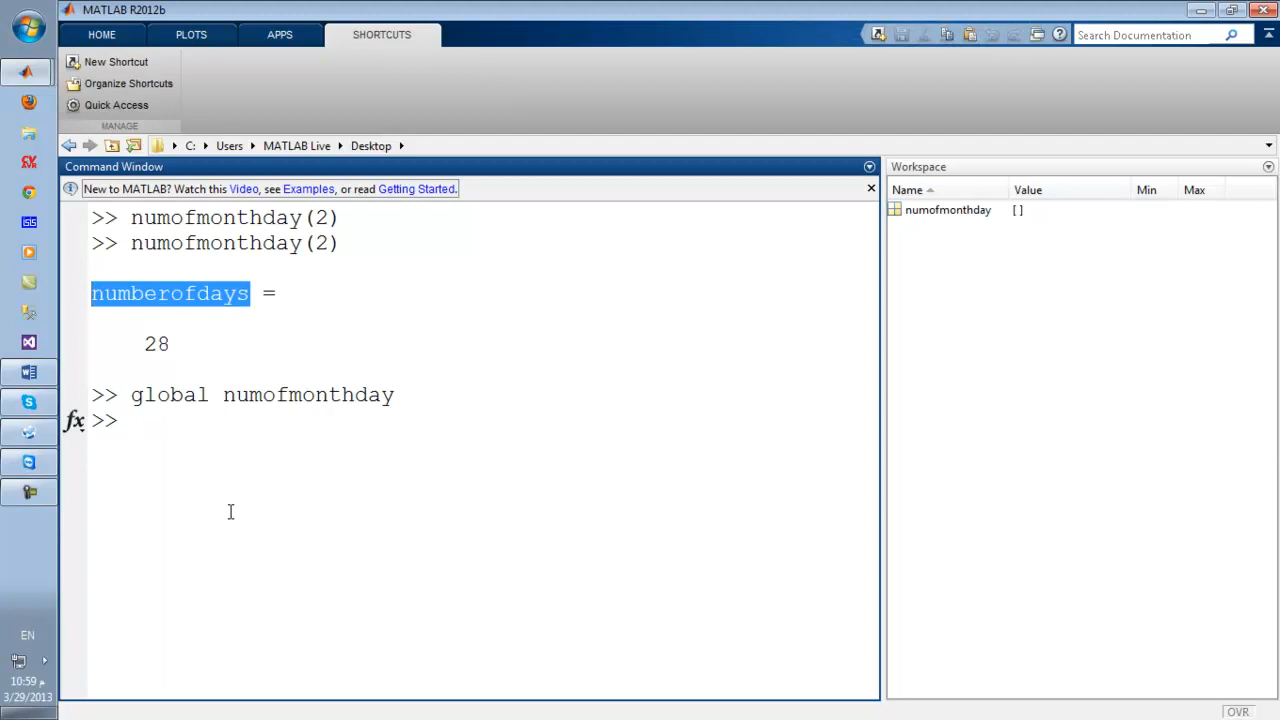 MATLAB R2012b
HOME PLOTS APPS SHORTCUTS
Search Documentation
New Shortcut
Organize Shortcuts
Quick Access
MANAGE
C: Users MATLAB Live Desktop
Command Window
New to MATLAB? Watch this Video, see Examples, or read Getting Started.
>> numofmonthday(2)
>> numofmonthday(2)
numberofdays =
28
>> global numofmonthday
fx >>
Workspace
Name Value Min Max
numofmonthday [ ]
EN
10:59 م
3/29/2013
OVR